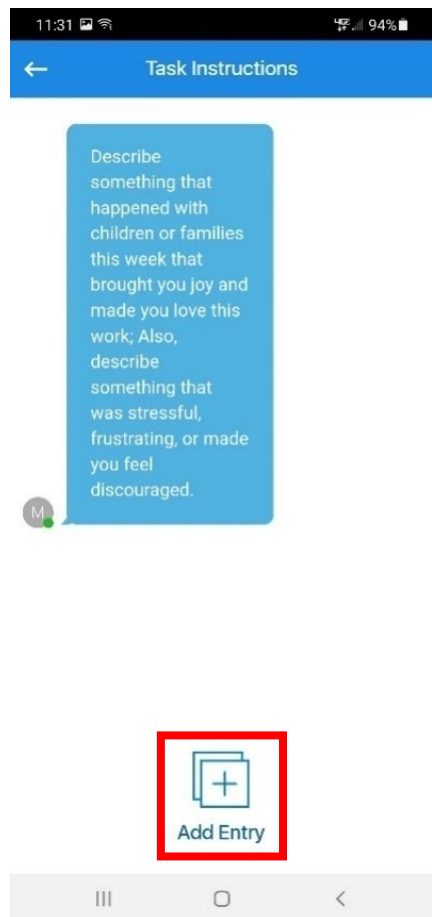 11:31 94%
Task Instructions
Describe
something that
happened with
children or families
this week that
brought you joy and
made you love this
work; Also,
describe
something that
was stressful,
frustrating, or made
you feel
discouraged.
M
Add Entry